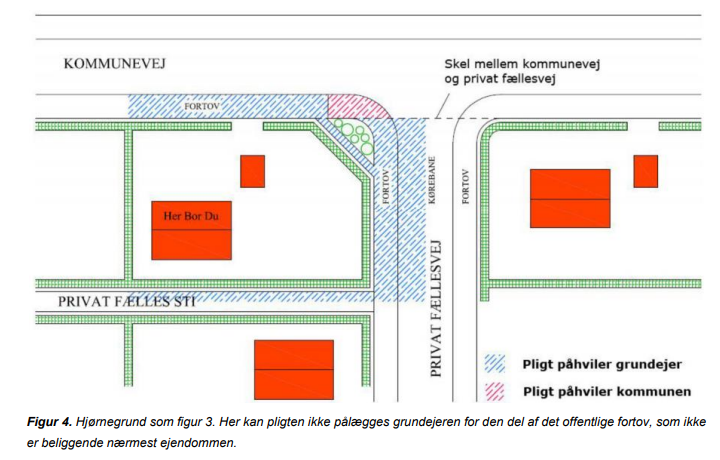 KOMMUNEVEJ
Skel mellem kommunevej
og privat fællesvej
FORTOV
FORTOV
KØREBANE
FORTOV
Her Bor Du
PRIVAT FÆLLES STI
PRIVAT FÆLLESVEJ
Pligt påhviler grundejer
Pligt påhviler kommunen
Figur 4. Hjørnegrund som figur 3. Her kan pligten ikke pålægges grundejeren for den del af det offentlige fortov, som ikke
er beliggende nærmest ejendommen.